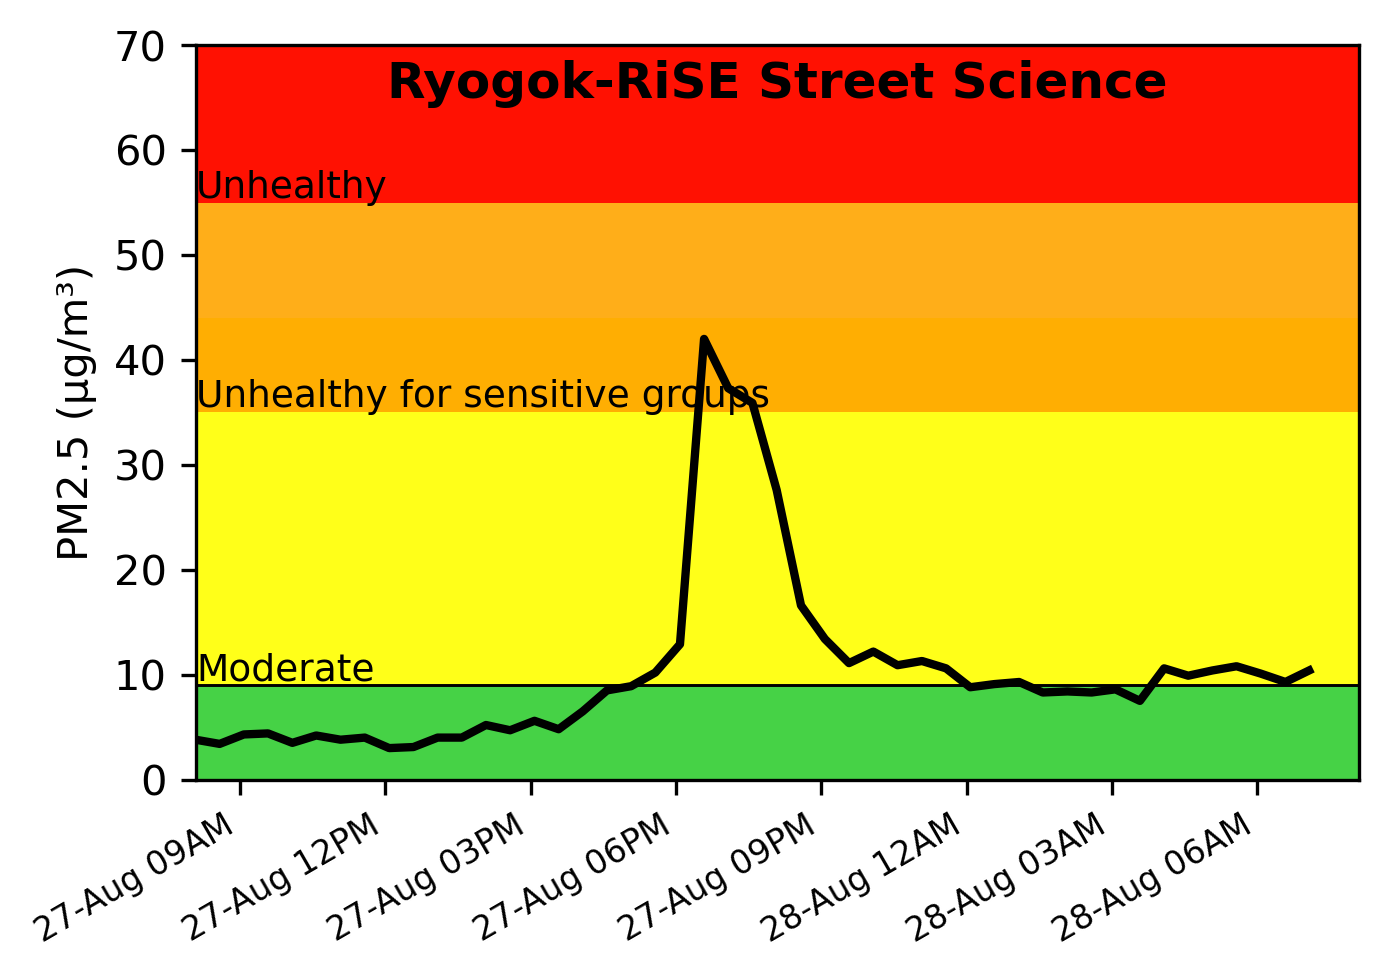 Ryogok-RiSE Street Science
70
60
Unhealthy
50
40
Unhealthy for sensitive groups
30
20
Moderate
10
0
PM2.5 (µg/m³)
27-Aug 09AM
27-Aug 12PM
27-Aug 03PM
27-Aug 06PM
27-Aug 09PM
28-Aug 12AM
28-Aug 03AM
28-Aug 06AM